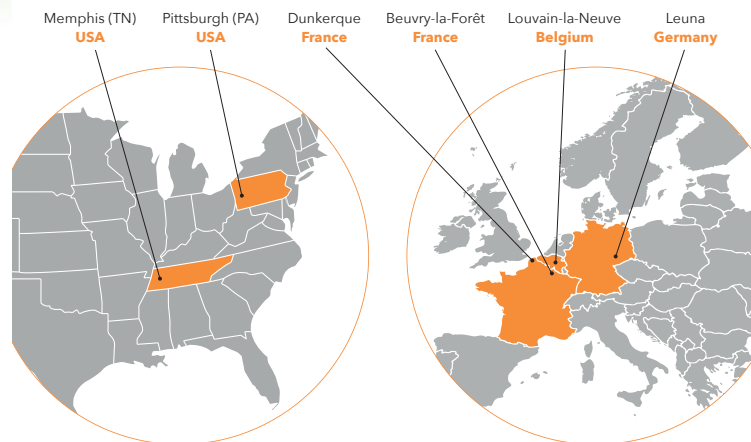 Memphis (TN)
USA
Pittsburgh (PA)
USA
Dunkerque
France
Beuvry-la-Forêt
France
Louvain-la-Neuve
Belgium
Leuna
Germany